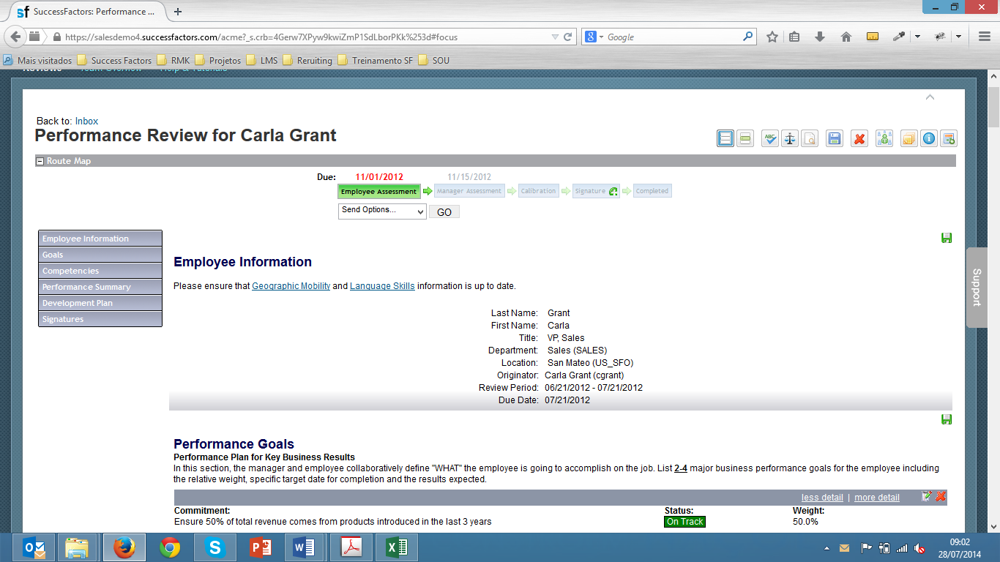 SuccessFactors: Performance ...
https://salesdemo4.successfactors.com/acme?_s.crb=4Gerw7XPyw9kwiZmP1SdLborPKk%253d#focus
Google
Mais visitados Success Factors RMK Projetos LMS Reruiting Treinamento SF SOU
Reviews Team Overview Help & Tutorials
Back to: Inbox
Performance Review for Carla Grant
ABC
Route Map
Due: 11/01/2012 11/15/2012
Employee Assessment Manager Assessment Calibration Signature Completed
Send Options... GO
Employee Information
Goals
Competencies
Performance Summary
Development Plan
Signatures
Employee Information
Please ensure that Geographic Mobility and Language Skills information is up to date.
Last Name: Grant
First Name: Carla
Title: VP, Sales
Department: Sales (SALES)
Location: San Mateo (US_SFO)
Originator: Carla Grant (cgrant)
Review Period: 06/21/2012 - 07/21/2012
Due Date: 07/21/2012
Support
Performance Goals
Performance Plan for Key Business Results
In this section, the manager and employee collaboratively define "WHAT" the employee is going to accomplish on the job. List 2-4 major business performance goals for the employee including
the relative weight, specific target date for completion and the results expected.
less detail | more detail
Commitment: Status: Weight:
Ensure 50% of total revenue comes from products introduced in the last 3 years On Track 50.0%
09:02
28/07/2014